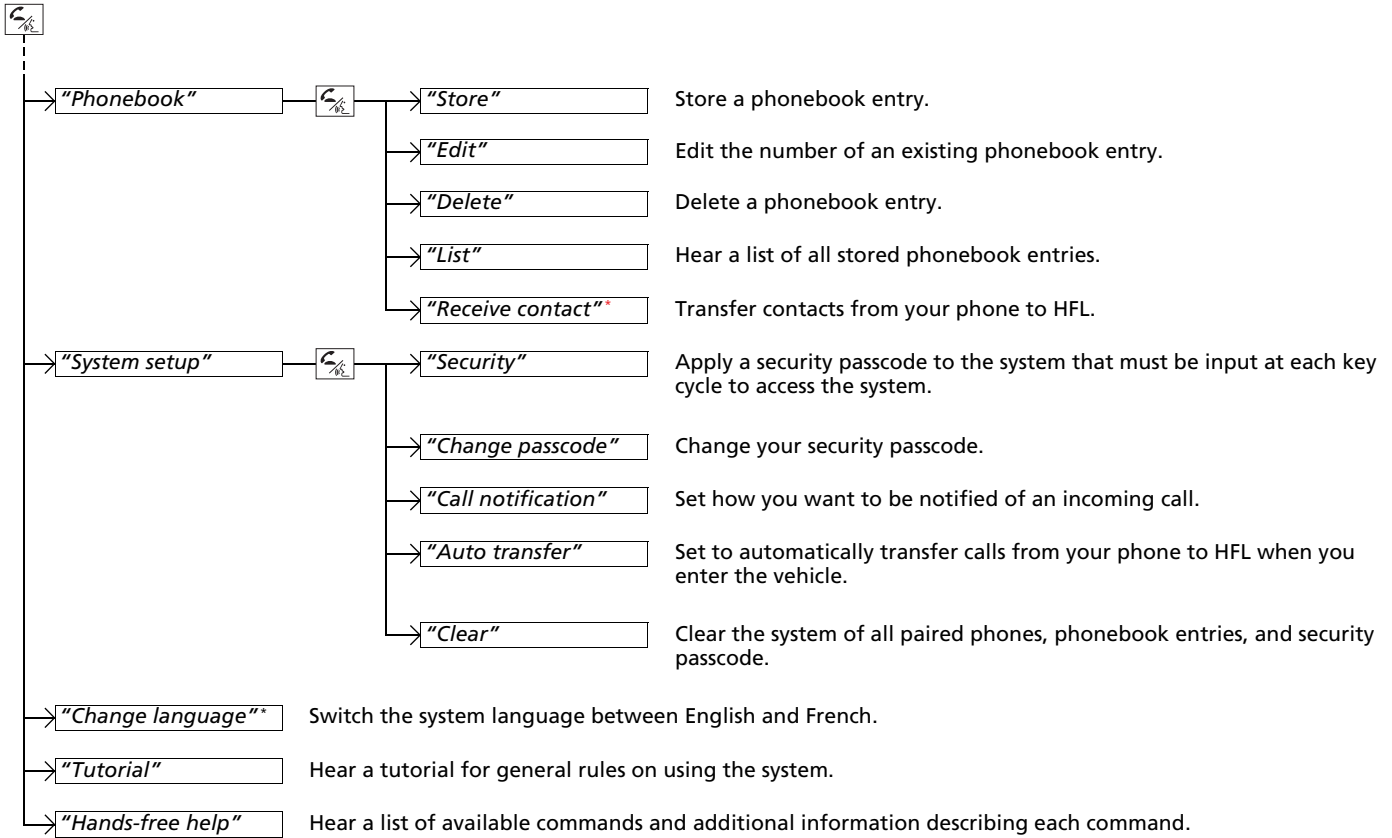 "Phonebook" "Store" Store a phonebook entry.
"Edit" Edit the number of an existing phonebook entry.
"Delete" Delete a phonebook entry.
"List" Hear a list of all stored phonebook entries.
"Receive contact"* Transfer contacts from your phone to HFL.
"System setup" "Security" Apply a security passcode to the system that must be input at each key
cycle to access the system.
"Change passcode" Change your security passcode.
"Call notification" Set how you want to be notified of an incoming call.
"Auto transfer" Set to automatically transfer calls from your phone to HFL when you
enter the vehicle.
"Clear" Clear the system of all paired phones, phonebook entries, and security
passcode.
"Change language"* Switch the system language between English and French.
"Tutorial" Hear a tutorial for general rules on using the system.
"Hands-free help" Hear a list of available commands and additional information describing each command.